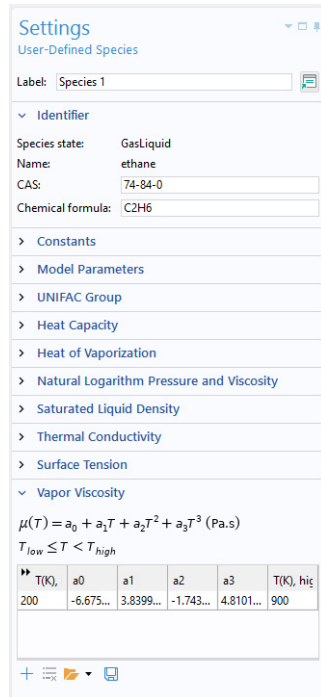 Settings
User-Defined Species
Label: Species 1
Identifier
Species state: GasLiquid
Name: ethane
CAS: 74-84-0
Chemical formula: C2H6
Constants
Model Parameters
UNIFAC Group
Heat Capacity
Heat of Vaporization
Natural Logarithm Pressure and Viscosity
Saturated Liquid Density
Thermal Conductivity
Surface Tension
Vapor Viscosity
μ(T) = a₀ + a₁T + a₂T² + a₃T³ (Pa.s)
T_low ≤ T < T_high
T(K), a0 a1 a2 a3 T(K), hig
200 -6.675... 3.8399... -1.743... 4.8101... 900